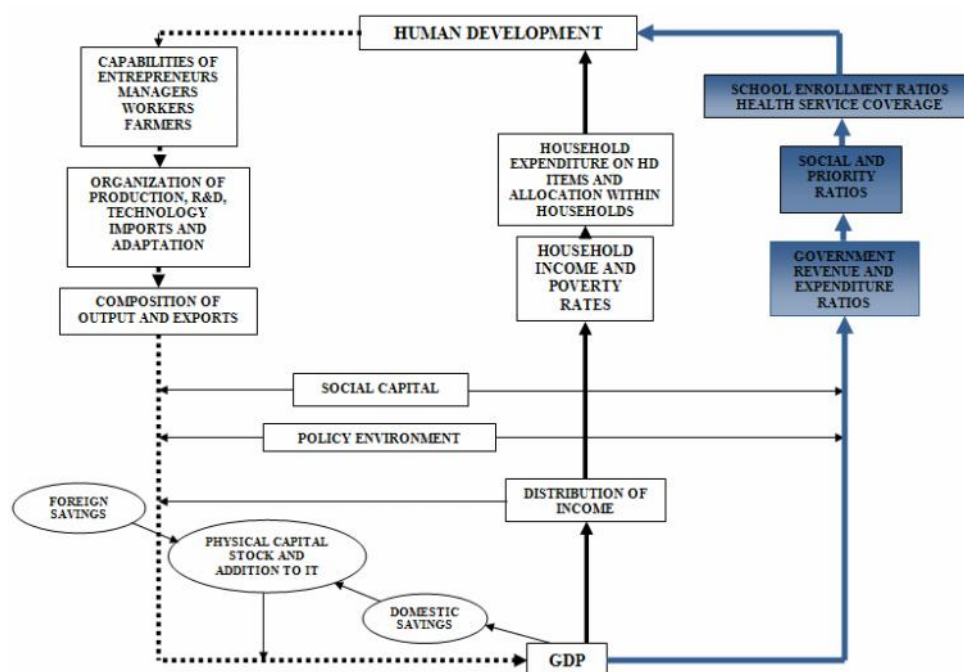 HUMAN DEVELOPMENT
CAPABILITIES OF
ENTREPRENEURS
MANAGERS
WORKERS
FARMERS
SCHOOL ENROLLMENT RATIOS
HEALTH SERVICE COVERAGE
HOUSEHOLD
EXPENDITURE ON HD
ITEMS AND
ALLOCATION WITHIN
HOUSEHOLDS
SOCIAL AND
PRIORITY
RATIOS
ORGANIZATION OF
PRODUCTION, R&D,
TECHNOLOGY
IMPORTS AND
ADAPTATION
HOUSEHOLD
INCOME AND
POVERTY
RATES
GOVERNMENT
REVENUE AND
EXPENDITURE
RATIOS
COMPOSITION OF
OUTPUT AND EXPORTS
SOCIAL CAPITAL
POLICY ENVIRONMENT
DISTRIBUTION OF
INCOME
FOREIGN
SAVINGS
PHYSICAL CAPITAL
STOCK AND
ADDITION TO IT
DOMESTIC
SAVINGS
GDP